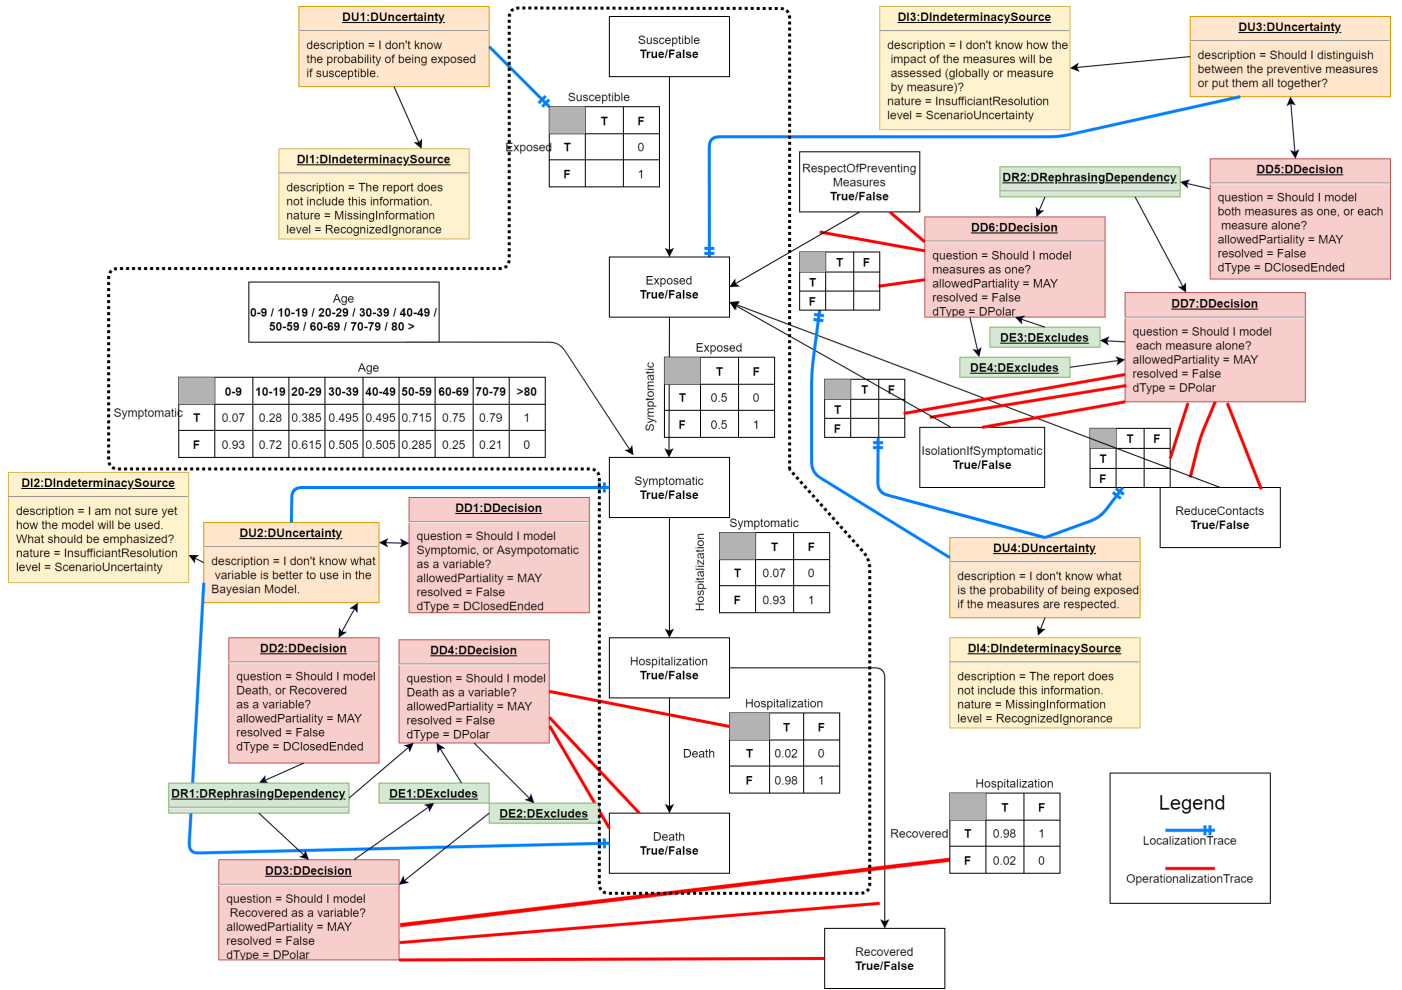 DU1:DUncertainty
description = I don't know
the probability of being exposed
if susceptible.
DI1:DIndeterminacySource
description = The report does
not include this information.
nature = MissingInformation
level = RecognizedIgnorance
Susceptible
True/False
Susceptible
T F
Exposed
T 0
F 1
DI3:DIndeterminacySource
description = I don't know how the
impact of the measures will be
assessed (globally or measure
by measure)?
nature = InsufficiantResolution
level = ScenarioUncertainty
DU3:DUncertainty
description = Should I distinguish
between the preventive measures
or put them all together?
DD5:DDecision
question = Should I model
both measures as one, or each
measure alone?
allowedPartiality = MAY
resolved = False
dType = DClosedEnded
DR2:DRephrasingDependency
RespectOfPreventing
Measures
True/False
DD6:DDecision
question = Should I model
measures as one?
allowedPartiality = MAY
resolved = False
dType = DPolar
T F
T
F
DD7:DDecision
question = Should I model
each measure alone?
allowedPartiality = MAY
resolved = False
dType = DPolar
DE3:DExcludes
DE4:DExcludes
Exposed
True/False
Age
0-9 / 10-19 / 20-29 / 30-39 / 40-49 /
50-59 / 60-69 / 70-79 / 80 >
Age
0-9 10-19 20-29 30-39 40-49 50-59 60-69 70-79 >80
Symptomatic
T 0.07 0.28 0.385 0.495 0.495 0.715 0.75 0.79 1
F 0.93 0.72 0.615 0.505 0.505 0.285 0.25 0.21 0
Exposed
Symptomatic
T F
T 0.5 0
F 0.5 1
T F
T
F
IsolationIfSymptomatic
True/False
T F
T
F
ReduceContacts
True/False
Symptomatic
True/False
DI2:DIndeterminacySource
description = I am not sure yet
how the model will be used.
What should be emphasized?
nature = InsufficiantResolution
level = ScenarioUncertainty
DU2:DUncertainty
description = I don't know what
variable is better to use in the
Bayesian Model.
DD1:DDecision
question = Should I model
Symptomic, or Asympotomatic
as a variable?
allowedPartiality = MAY
resolved = False
dType = DClosedEnded
Symptomatic
Hospitalization
T F
T 0.07 0
F 0.93 1
DU4:DUncertainty
description = I don't know what
is the probability of being exposed
if the measures are respected.
DI4:DIndeterminacySource
description = The report does
not include this information.
nature = MissingInformation
level = RecognizedIgnorance
DD2:DDecision
question = Should I model
Death, or Recovered
as a variable?
allowedPartiality = MAY
resolved = False
dType = DClosedEnded
DD4:DDecision
question = Should I model
Death as a variable?
allowedPartiality = MAY
resolved = False
dType = DPolar
Hospitalization
True/False
Hospitalization
T F
Death
T 0.02 0
F 0.98 1
DR1:DRephrasingDependency
DE1:DExcludes
DE2:DExcludes
Death
True/False
DD3:DDecision
question = Should I model
Recovered as a variable?
allowedPartiality = MAY
resolved = False
dType = DPolar
Hospitalization
T F
Recovered
T 0.98 1
F 0.02 0
Recovered
True/False
Legend
LocalizationTrace
OperationalizationTrace